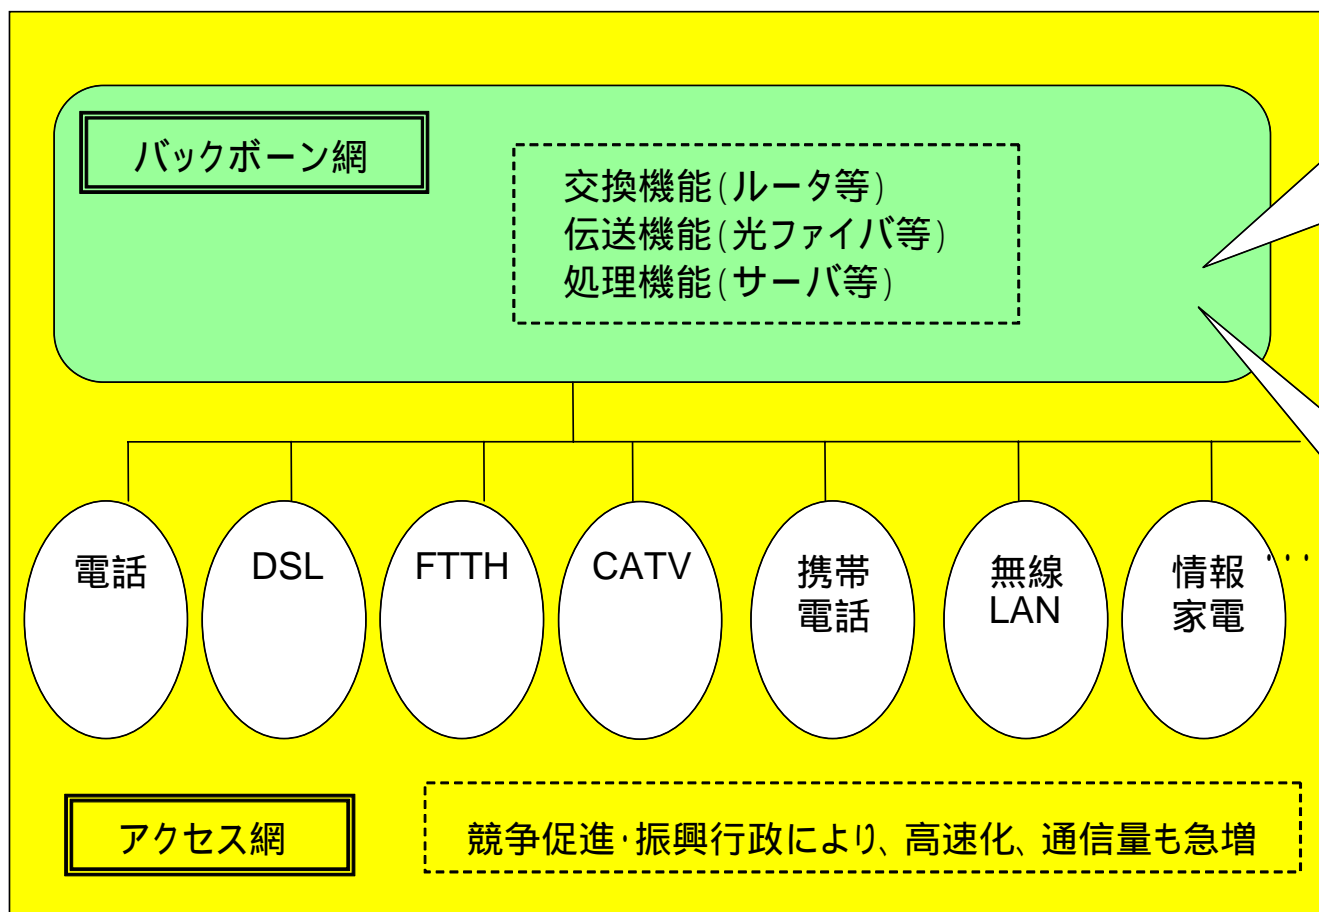 バックボーン網
交換機能(ルータ等)
伝送機能(光ファイバ等)
処理機能(サーバ等)
電話
DSL
FTTH
CATV
携帯
電話
無線
LAN
情報
家電
･･･
アクセス網
競争促進･振興行政により、高速化、通信量も急増